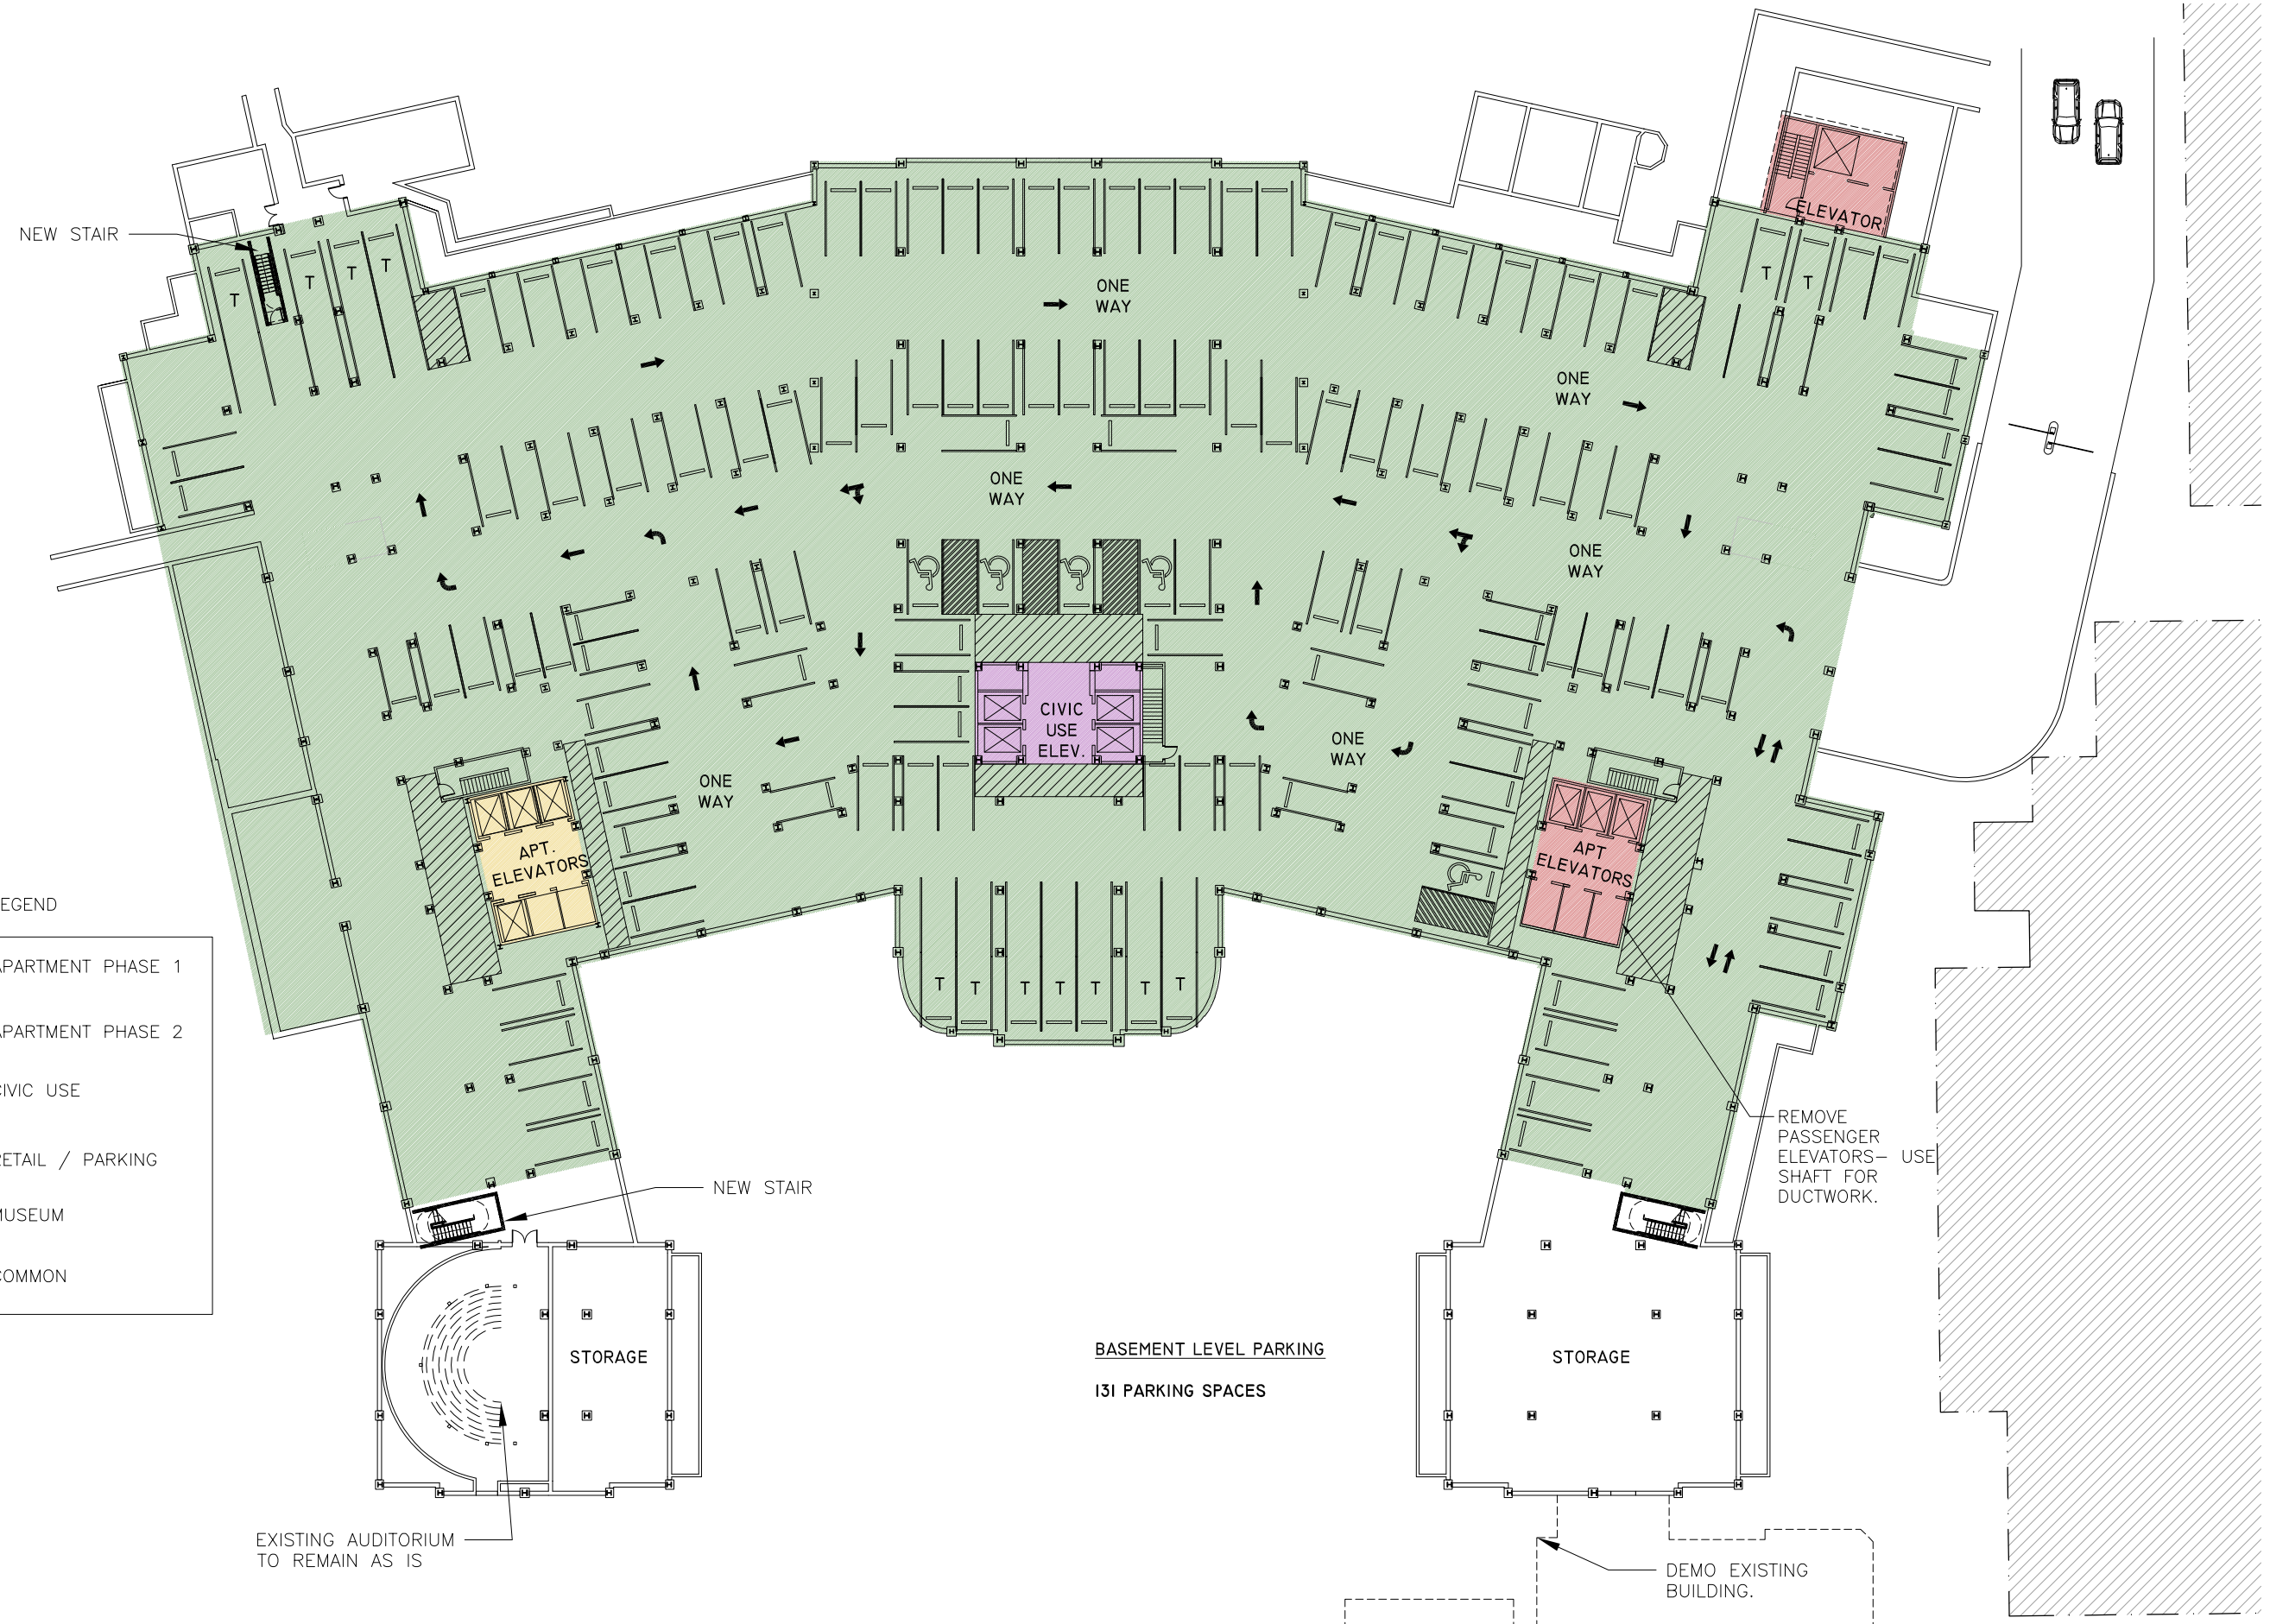 NEW STAIR
T
T
T
T
ELEVATOR
T
T
ONE
WAY
ONE
WAY
ONE
WAY
ONE
WAY
CIVIC
USE
ELEV.
ONE
WAY
ONE
WAY
APT.
ELEVATORS
APT
ELEVATORS
T
T
T
T
T
T
T
EGEND
APARTMENT PHASE 1
APARTMENT PHASE 2
CIVIC USE
RETAIL / PARKING
MUSEUM
COMMON
REMOVE
PASSENGER
ELEVATORS- USE
SHAFT FOR
DUCTWORK.
NEW STAIR
STORAGE
STORAGE
BASEMENT LEVEL PARKING
131 PARKING SPACES
EXISTING AUDITORIUM
TO REMAIN AS IS
DEMO EXISTING
BUILDING.